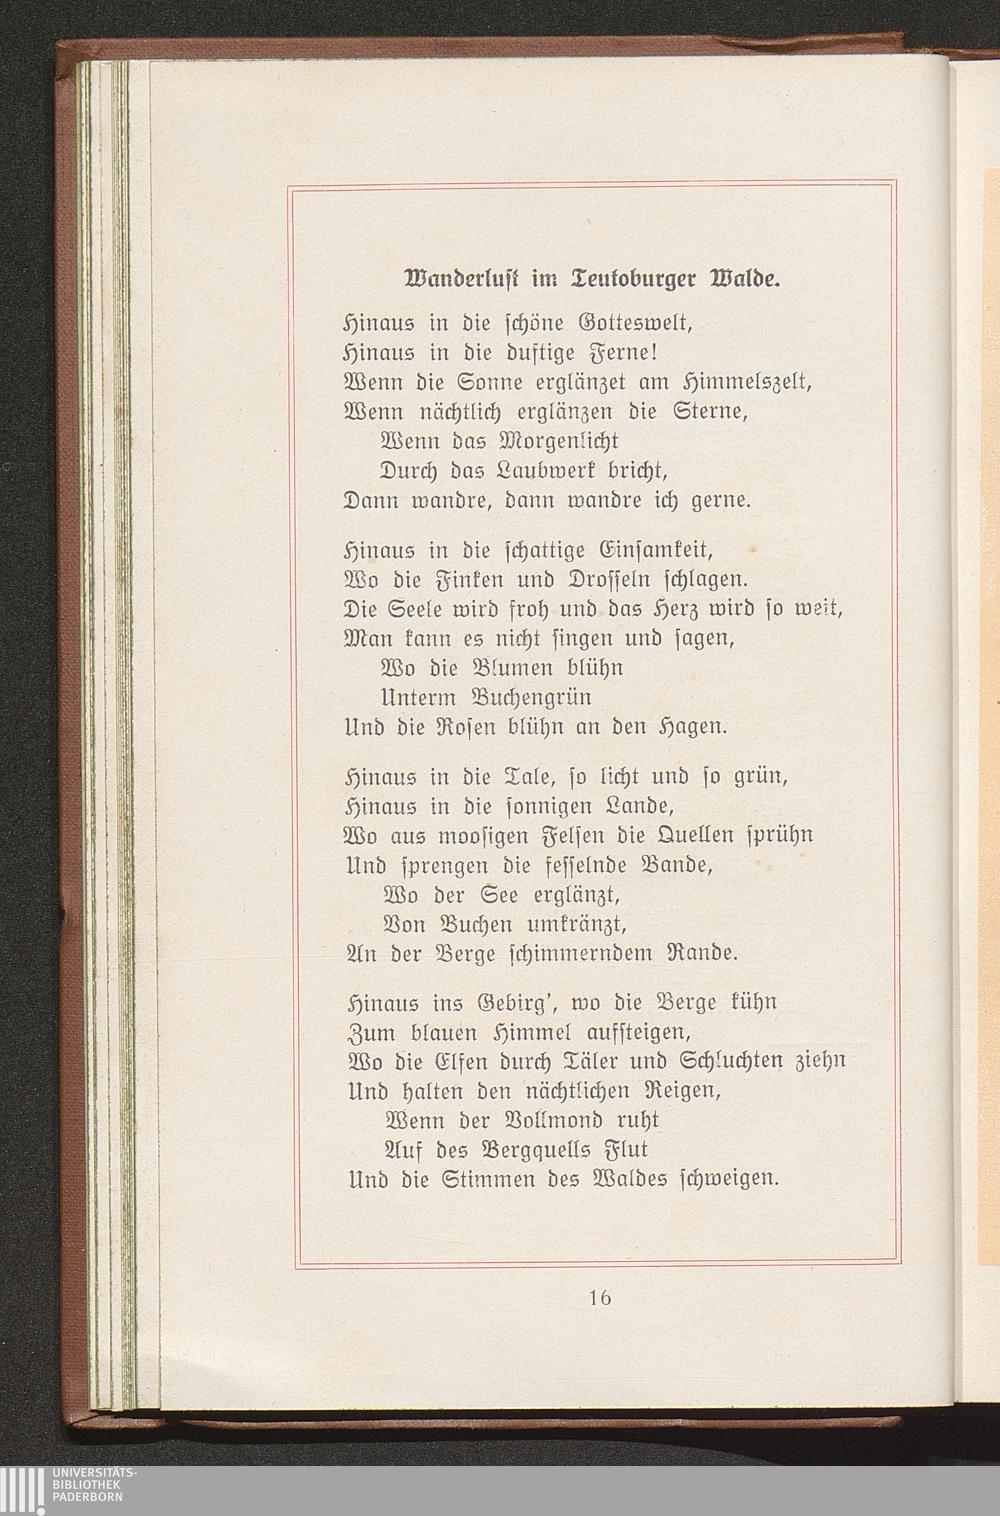 Wanderlust im Teutoburger Walde.
Hinaus in die schöne Gotteswelt,
Hinaus in die duftige Ferne!
Wenn die Sonne erglänzet am Himmelszelt,
Wenn nächtlich erglänzen die Sterne,
Wenn das Morgenlicht
Durch das Laubwerk bricht,
Dann wandre, dann wandre ich gerne.
Hinaus in die schattige Einsamkeit,
Wo die Finken und Drosseln schlagen.
Die Seele wird froh und das Herz wird so weit,
Man kann es nicht singen und sagen,
Wo die Blumen blühn
Unterm Buchengrün
Und die Rosen blühn an den Hagen.
Hinaus in die Tale, so licht und so grün,
Hinaus in die sonnigen Lande,
Wo aus moosigen Felsen die Quellen sprühn
Und sprengen die fesselnde Bande,
Wo der See erglänzt,
Von Buchen umkränzt,
An der Berge schimmerndem Rande.
Hinaus ins Gebirg', wo die Berge kühn
Zum blauen Himmel aufsteigen,
Wo die Elfen durch Täler und Schluchten ziehn
Und halten den nächtlichen Reigen,
Wenn der Vollmond ruht
Auf des Bergquells Flut
Und die Stimmen des Waldes schweigen.
16
UNIVERSITÄTS-
BIBLIOTHEK
PADERBORN